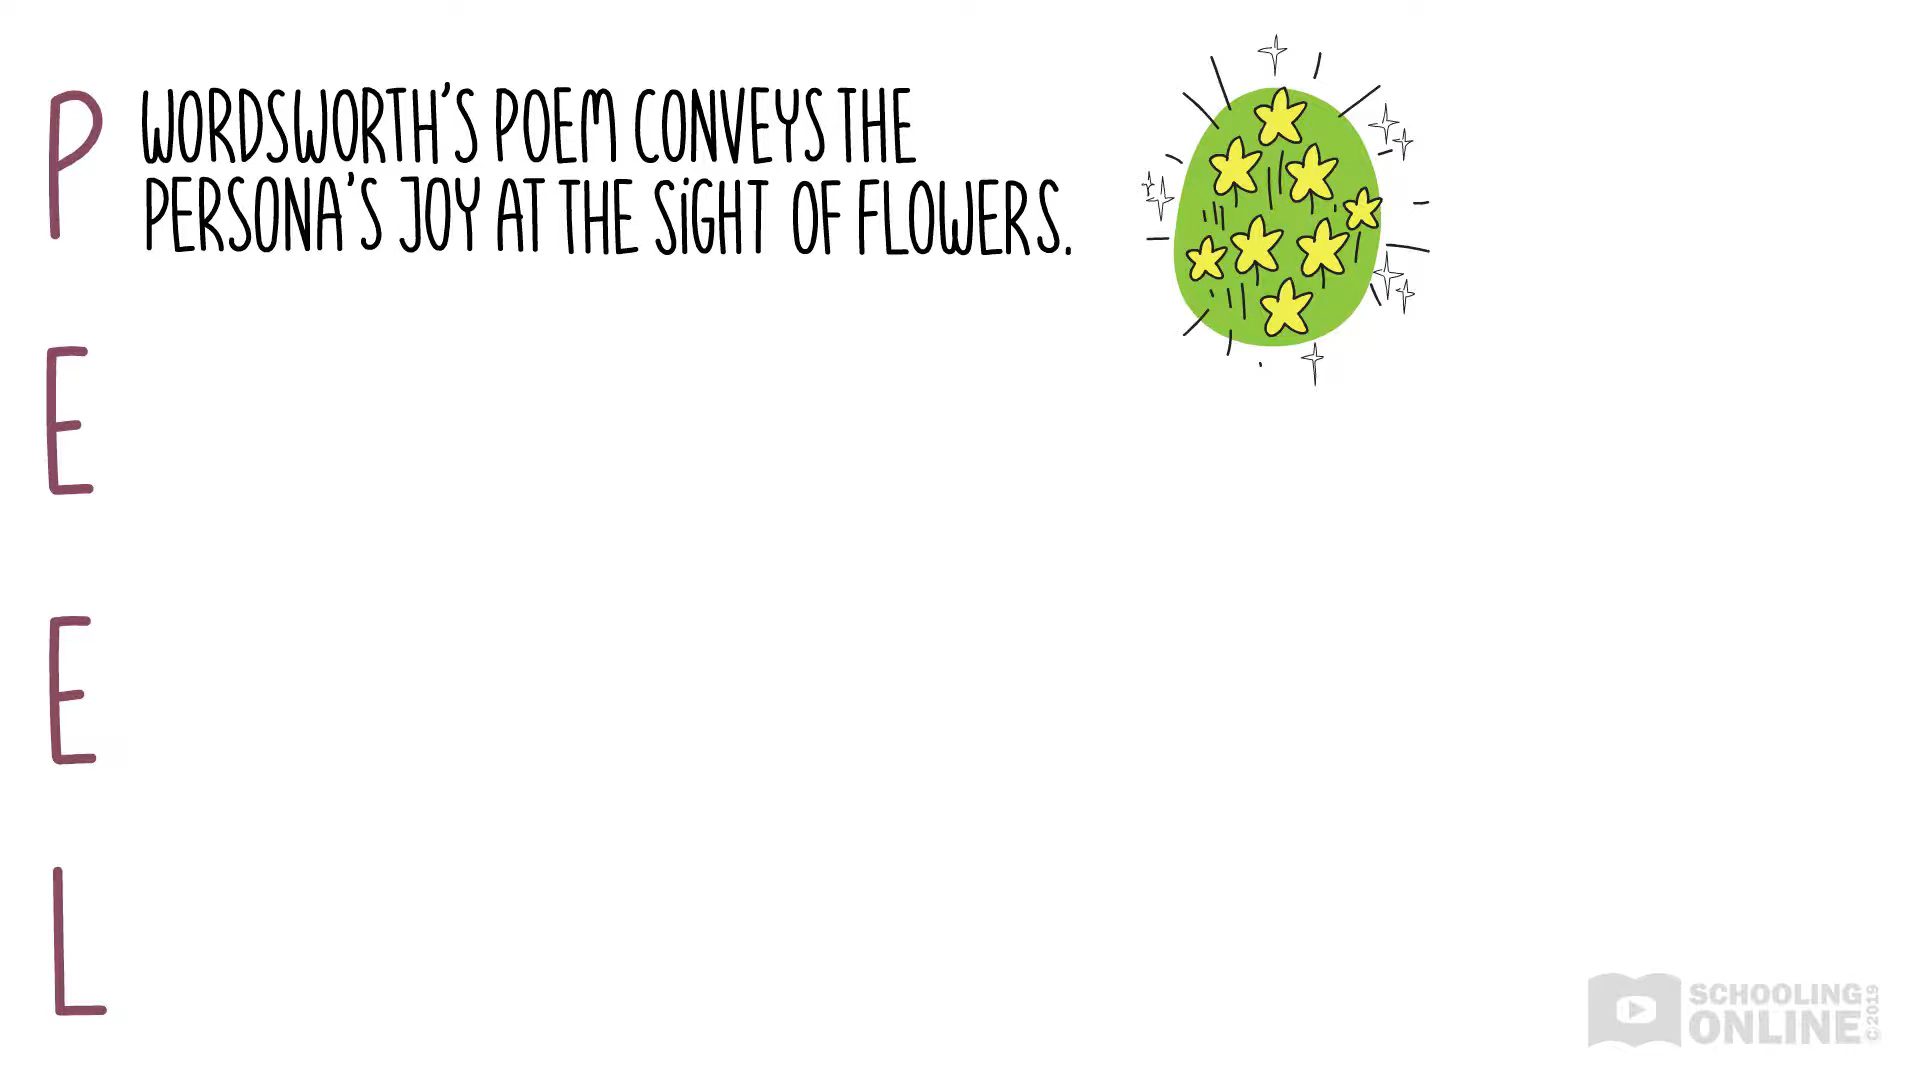 P WORDSWORTH'S POEM CONVEYS THE
PERSONA'S JOY AT THE SIGHT OF FLOWERS.
E
E
L
SCHOOLING
ONLINE
©2019